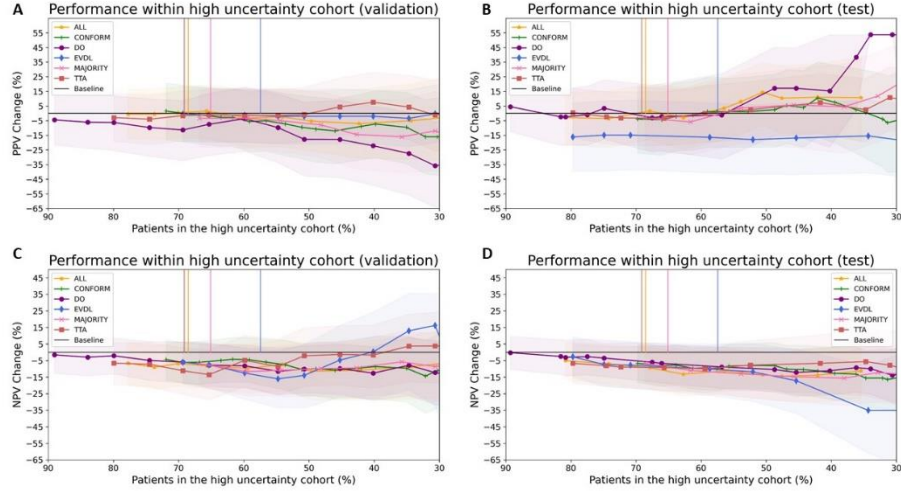 A
Performance within high uncertainty cohort (validation)
55
45
35
25
15
5
−5
−15
−25
−35
−45
−55
−65
PPV Change (%)
ALL
CONFORM
DO
EVDL
MAJORITY
TTA
Baseline
90 80 70 60 50 40 30
Patients in the high uncertainty cohort (%)
B
Performance within high uncertainty cohort (test)
55
45
35
25
15
5
−5
−15
−25
−35
−45
−55
−65
PPV Change (%)
ALL
CONFORM
DO
EVDL
MAJORITY
TTA
Baseline
90 80 70 60 50 40 30
Patients in the high uncertainty cohort (%)
C
Performance within high uncertainty cohort (validation)
45
35
25
15
5
−5
−15
−25
−35
−45
−55
−65
NPV Change (%)
ALL
CONFORM
DO
EVDL
MAJORITY
TTA
Baseline
90 80 70 60 50 40 30
Patients in the high uncertainty cohort (%)
D
Performance within high uncertainty cohort (test)
45
35
25
15
5
−5
−15
−25
−35
−45
−55
−65
NPV Change (%)
ALL
CONFORM
DO
EVDL
MAJORITY
TTA
Baseline
90 80 70 60 50 40 30
Patients in the high uncertainty cohort (%)